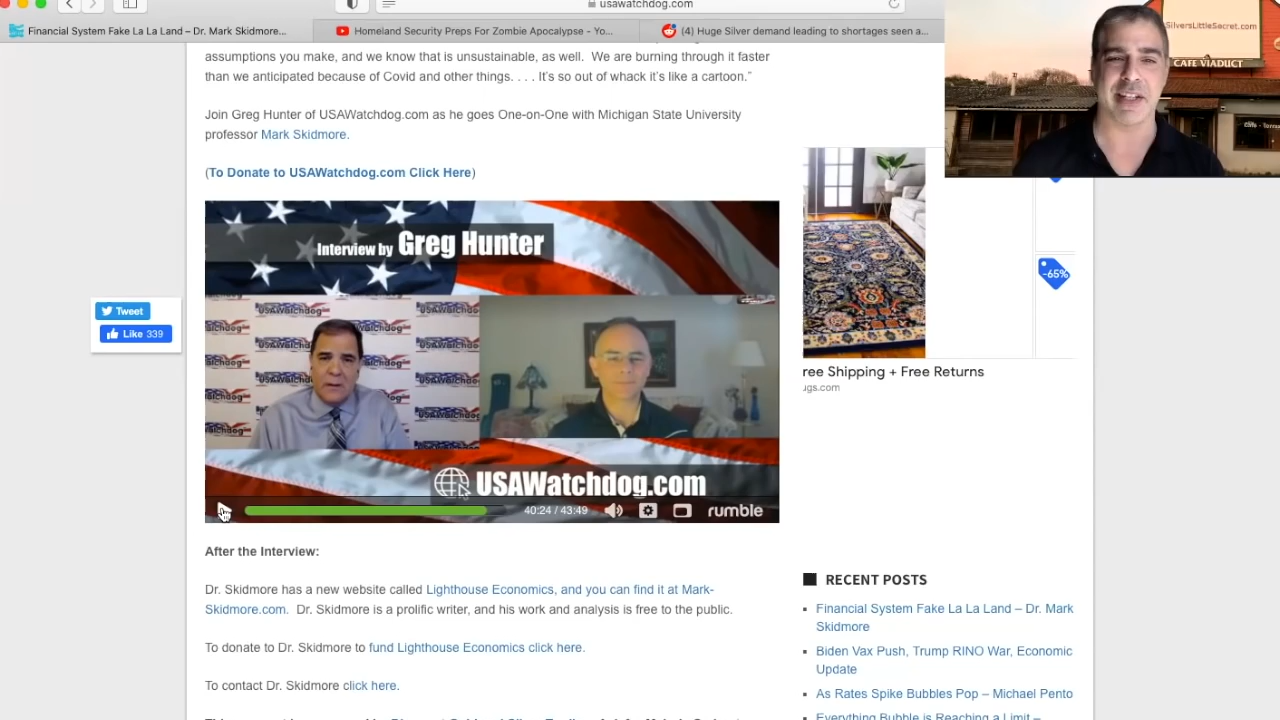 usawatchdog.com
Financial System Fake La La Land – Dr. Mark Skidmore...
Homeland Security Preps For Zombie Apocalypse - Yo...
(4) Huge Silver demand leading to shortages seen a...
SilversLittleSecret.com
CAFE VIADUCT
assumptions you make, and we know that is unsustainable, as well. We are burning through it faster
than we anticipated because of Covid and other things. . . . It's so out of whack it's like a cartoon."
Join Greg Hunter of USAWatchdog.com as he goes One-on-One with Michigan State University
professor Mark Skidmore.
(To Donate to USAWatchdog.com Click Here)
Interview by Greg Hunter
USAWatchdog.com
40:24 / 43:49
rumble
Tweet
Like 339
-65%
ree Shipping + Free Returns
ugs.com
After the Interview:
Dr. Skidmore has a new website called Lighthouse Economics, and you can find it at Mark-
Skidmore.com. Dr. Skidmore is a prolific writer, and his work and analysis is free to the public.
To donate to Dr. Skidmore to fund Lighthouse Economics click here.
To contact Dr. Skidmore click here.
RECENT POSTS
Financial System Fake La La Land – Dr. Mark
Skidmore
Biden Vax Push, Trump RINO War, Economic
Update
As Rates Spike Bubbles Pop – Michael Pento
Everything Bubble is Reaching a Limit –